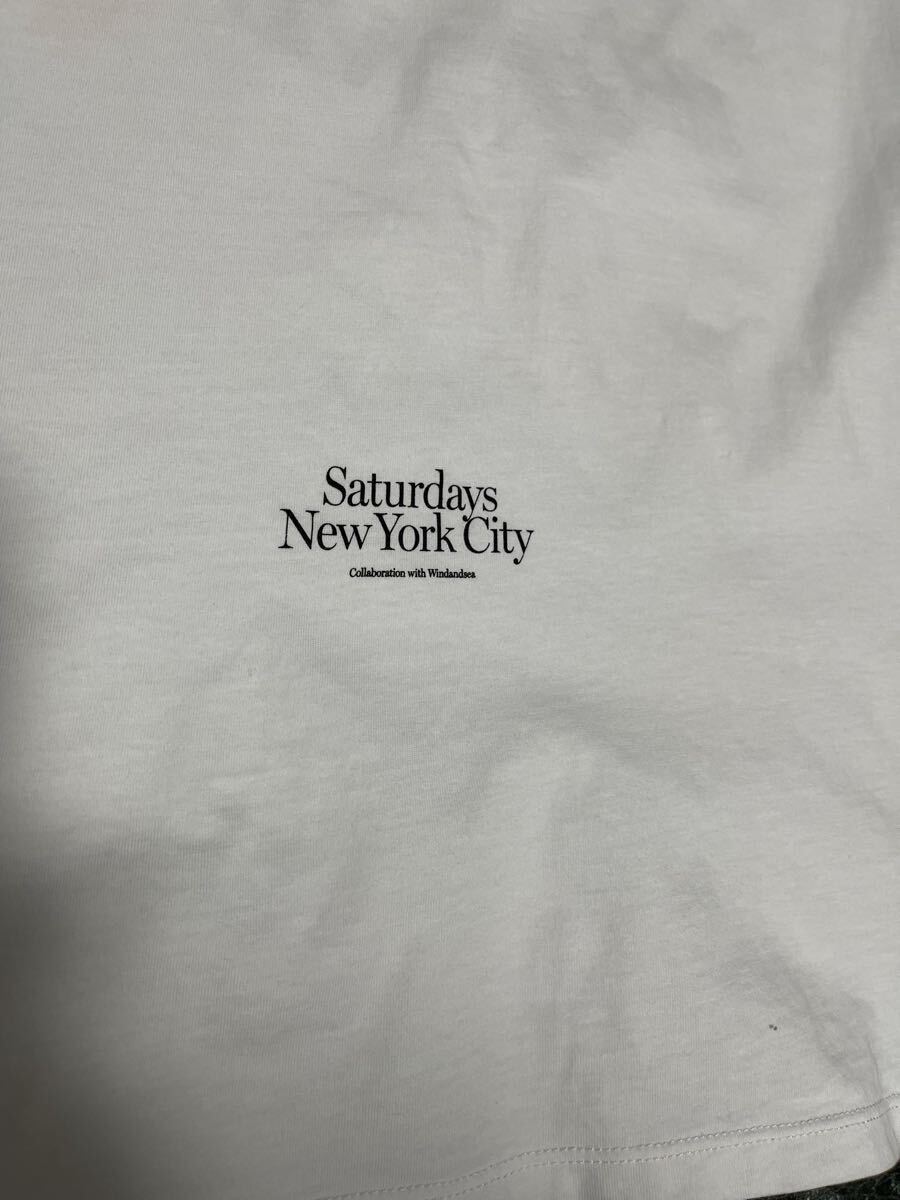 Saturdays
New York City
Collaboration with Windandsea